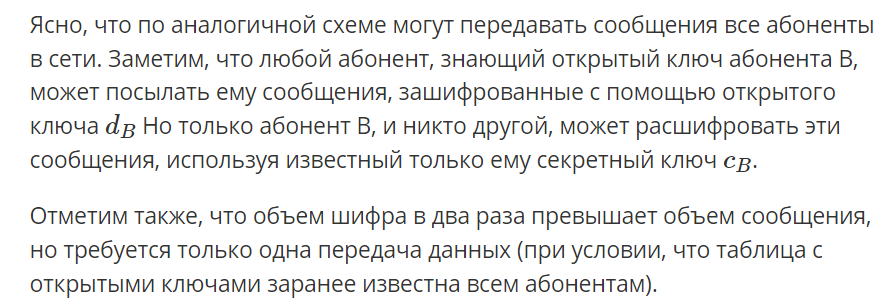 Ясно, что по аналогичной схеме могут передавать сообщения все абоненты
в сети. Заметим, что любой абонент, знающий открытый ключ абонента B,
может посылать ему сообщения, зашифрованные с помощью открытого
ключа d_B Но только абонент B, и никто другой, может расшифровать эти
сообщения, используя известный только ему секретный ключ c_B.
Отметим также, что объем шифра в два раза превышает объем сообщения,
но требуется только одна передача данных (при условии, что таблица с
открытыми ключами заранее известна всем абонентам).